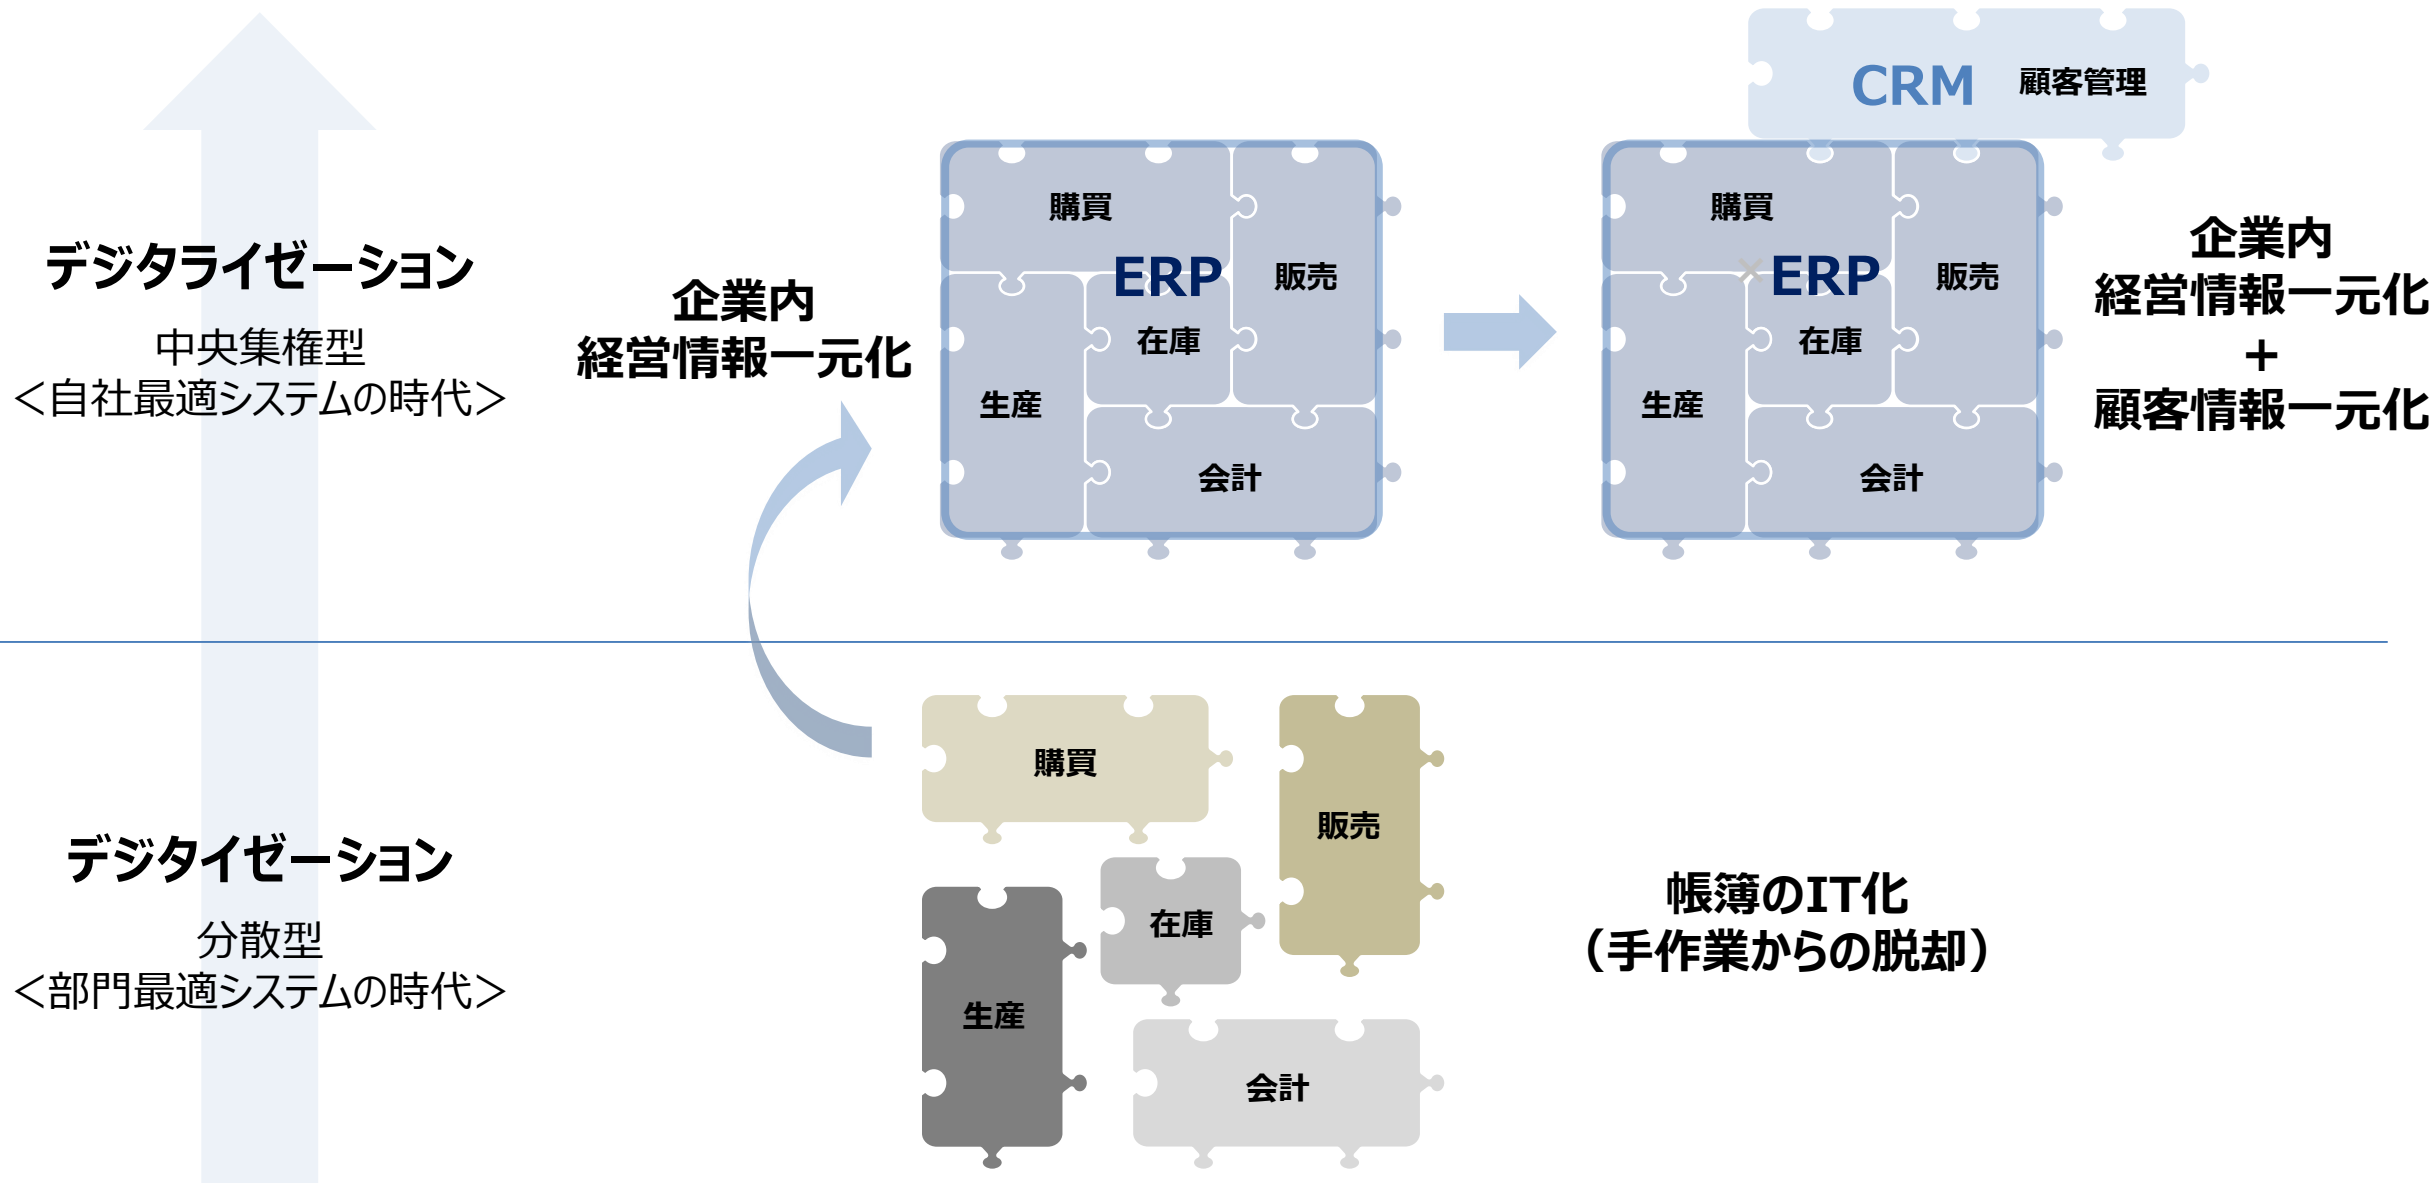 デジタライゼーション
中央集権型
＜自社最適システムの時代＞
企業内
経営情報一元化
購買
ERP
販売
在庫
生産
会計
CRM 顧客管理
購買
×
ERP
販売
在庫
生産
会計
企業内
経営情報一元化
+
顧客情報一元化
デジタイゼーション
分散型
＜部門最適システムの時代＞
購買
販売
在庫
生産
会計
帳簿のIT化
（手作業からの脱却）